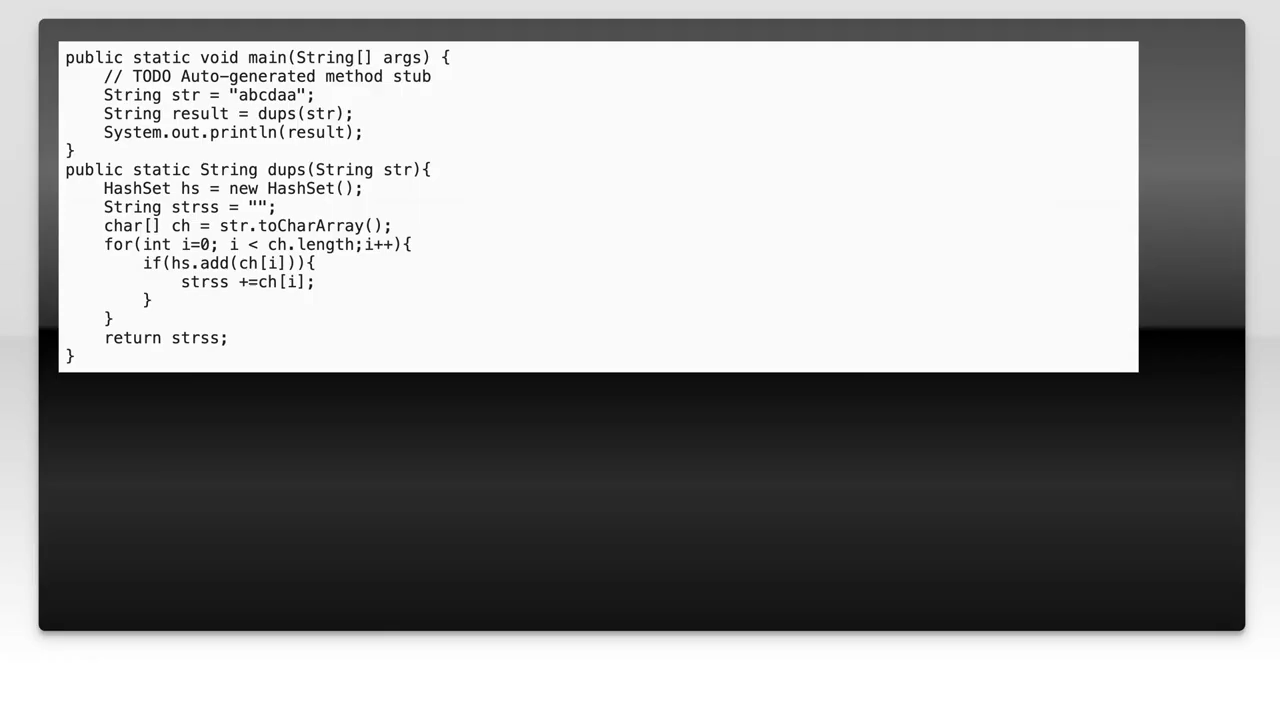 public static void main(String[] args) {
    // TODO Auto-generated method stub
    String str = "abcdaa";
    String result = dups(str);
    System.out.println(result);
}
public static String dups(String str){
    HashSet hs = new HashSet();
    String strss = "";
    char[] ch = str.toCharArray();
    for(int i=0; i < ch.length;i++){
        if(hs.add(ch[i])){
            strss +=ch[i];
        }
    }
    return strss;
}